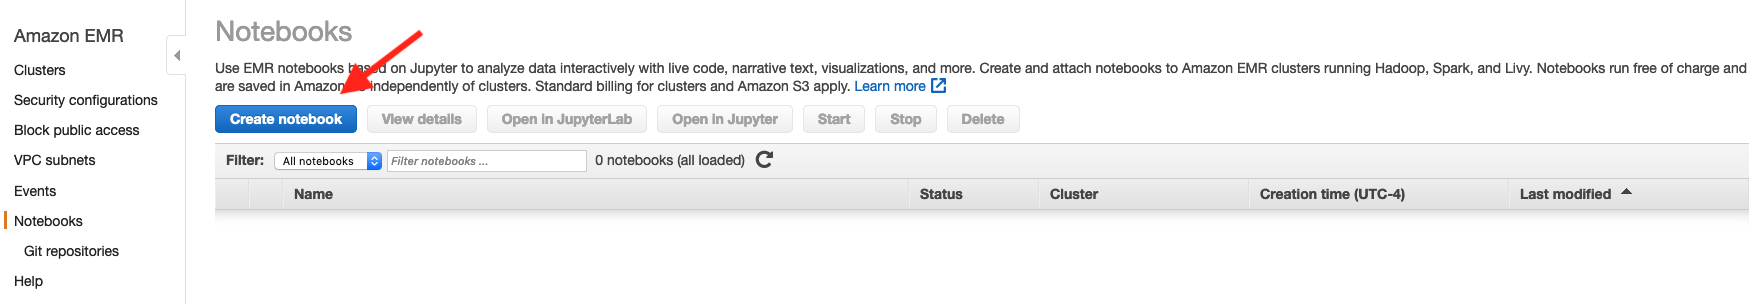 Amazon EMR
Clusters
Security configurations
Block public access
VPC subnets
Events
Notebooks
Git repositories
Help
Notebooks
Use EMR notebooks based on Jupyter to analyze data interactively with live code, narrative text, visualizations, and more. Create and attach notebooks to Amazon EMR clusters running Hadoop, Spark, and Livy. Notebooks run free of charge and
are saved in Amazon independently of clusters. Standard billing for clusters and Amazon S3 apply. Learn more
Create notebook View details Open in JupyterLab Open in Jupyter Start Stop Delete
Filter: All notebooks Filter notebooks ... 0 notebooks (all loaded)
Name Status Cluster Creation time (UTC-4) Last modified